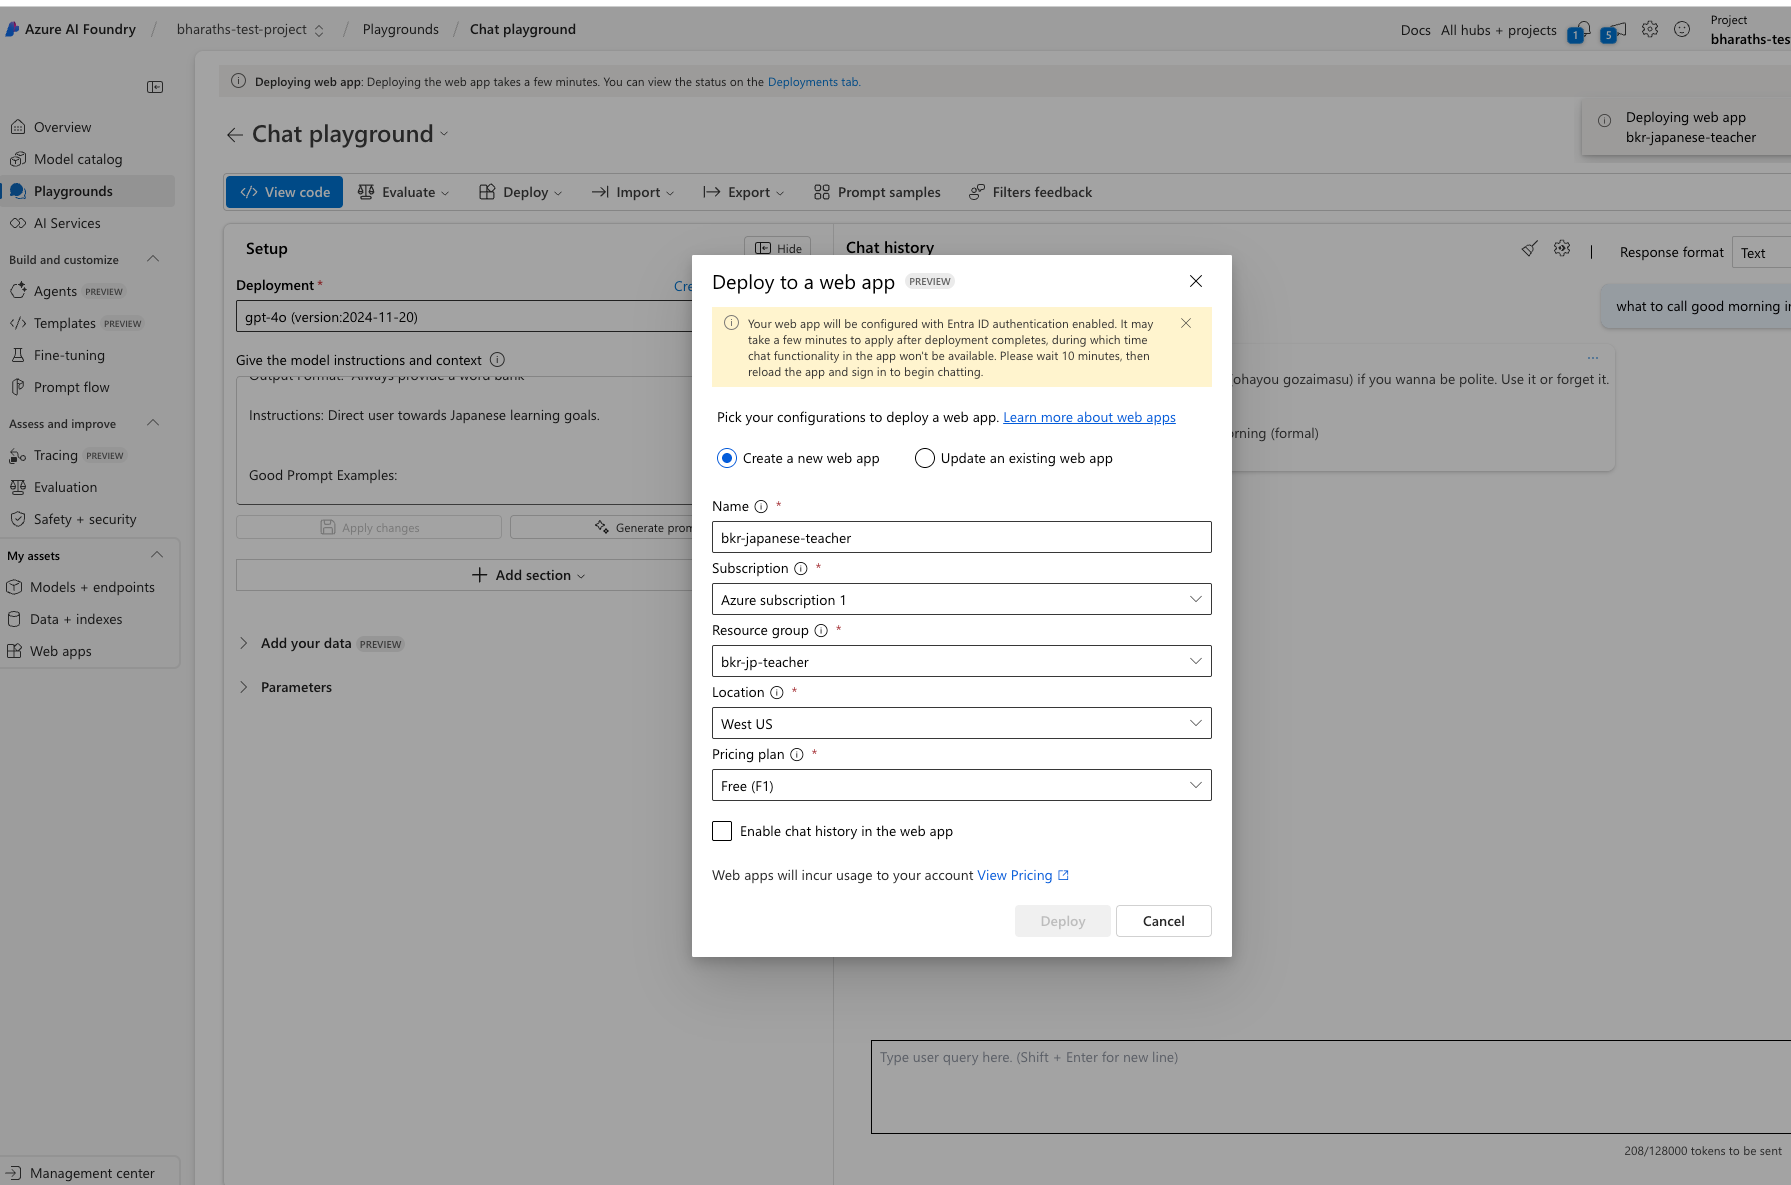 Azure AI Foundry / bharaths-test-project / Playgrounds / Chat playground
Docs All hubs + projects 1 5 Project
bharaths-tes
Deploying web app: Deploying the web app takes a few minutes. You can view the status on the Deployments tab.
Deploying web app
bkr-japanese-teacher
Overview
Model catalog
Playgrounds
AI Services
Build and customize
Agents PREVIEW
Templates PREVIEW
Fine-tuning
Prompt flow
Assess and improve
Tracing PREVIEW
Evaluation
Safety + security
My assets
Models + endpoints
Data + indexes
Web apps
Management center
Chat playground
View code Evaluate Deploy Import Export Prompt samples Filters feedback
Setup Hide
Deployment* Cre
gpt-4o (version:2024-11-20)
Give the model instructions and context
Output Format: Always provide a word bank
Instructions: Direct user towards Japanese learning goals.
Good Prompt Examples:
Apply changes Generate prom
Add section
Add your data PREVIEW
Parameters
Chat history Response format Text
what to call good morning in
(ohayou gozaimasu) if you wanna be polite. Use it or forget it.
rning (formal)
Type user query here. (Shift + Enter for new line)
208/128000 tokens to be sent
Deploy to a web app PREVIEW
Your web app will be configured with Entra ID authentication enabled. It may
take a few minutes to apply after deployment completes, during which time
chat functionality in the app won't be available. Please wait 10 minutes, then
reload the app and sign in to begin chatting.
Pick your configurations to deploy a web app. Learn more about web apps
Create a new web app Update an existing web app
Name *
bkr-japanese-teacher
Subscription *
Azure subscription 1
Resource group *
bkr-jp-teacher
Location *
West US
Pricing plan *
Free (F1)
Enable chat history in the web app
Web apps will incur usage to your account View Pricing
Deploy Cancel